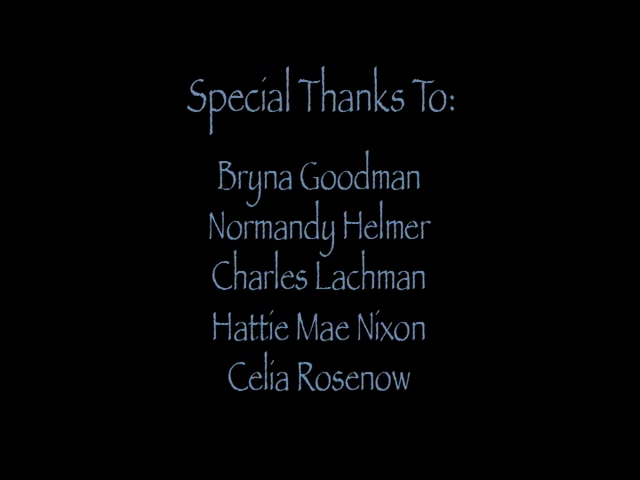 Special Thanks To:
Bryna Goodman
Normandy Helmer
Charles Lachman
Hattie Mae Nixon
Celia Rosenow